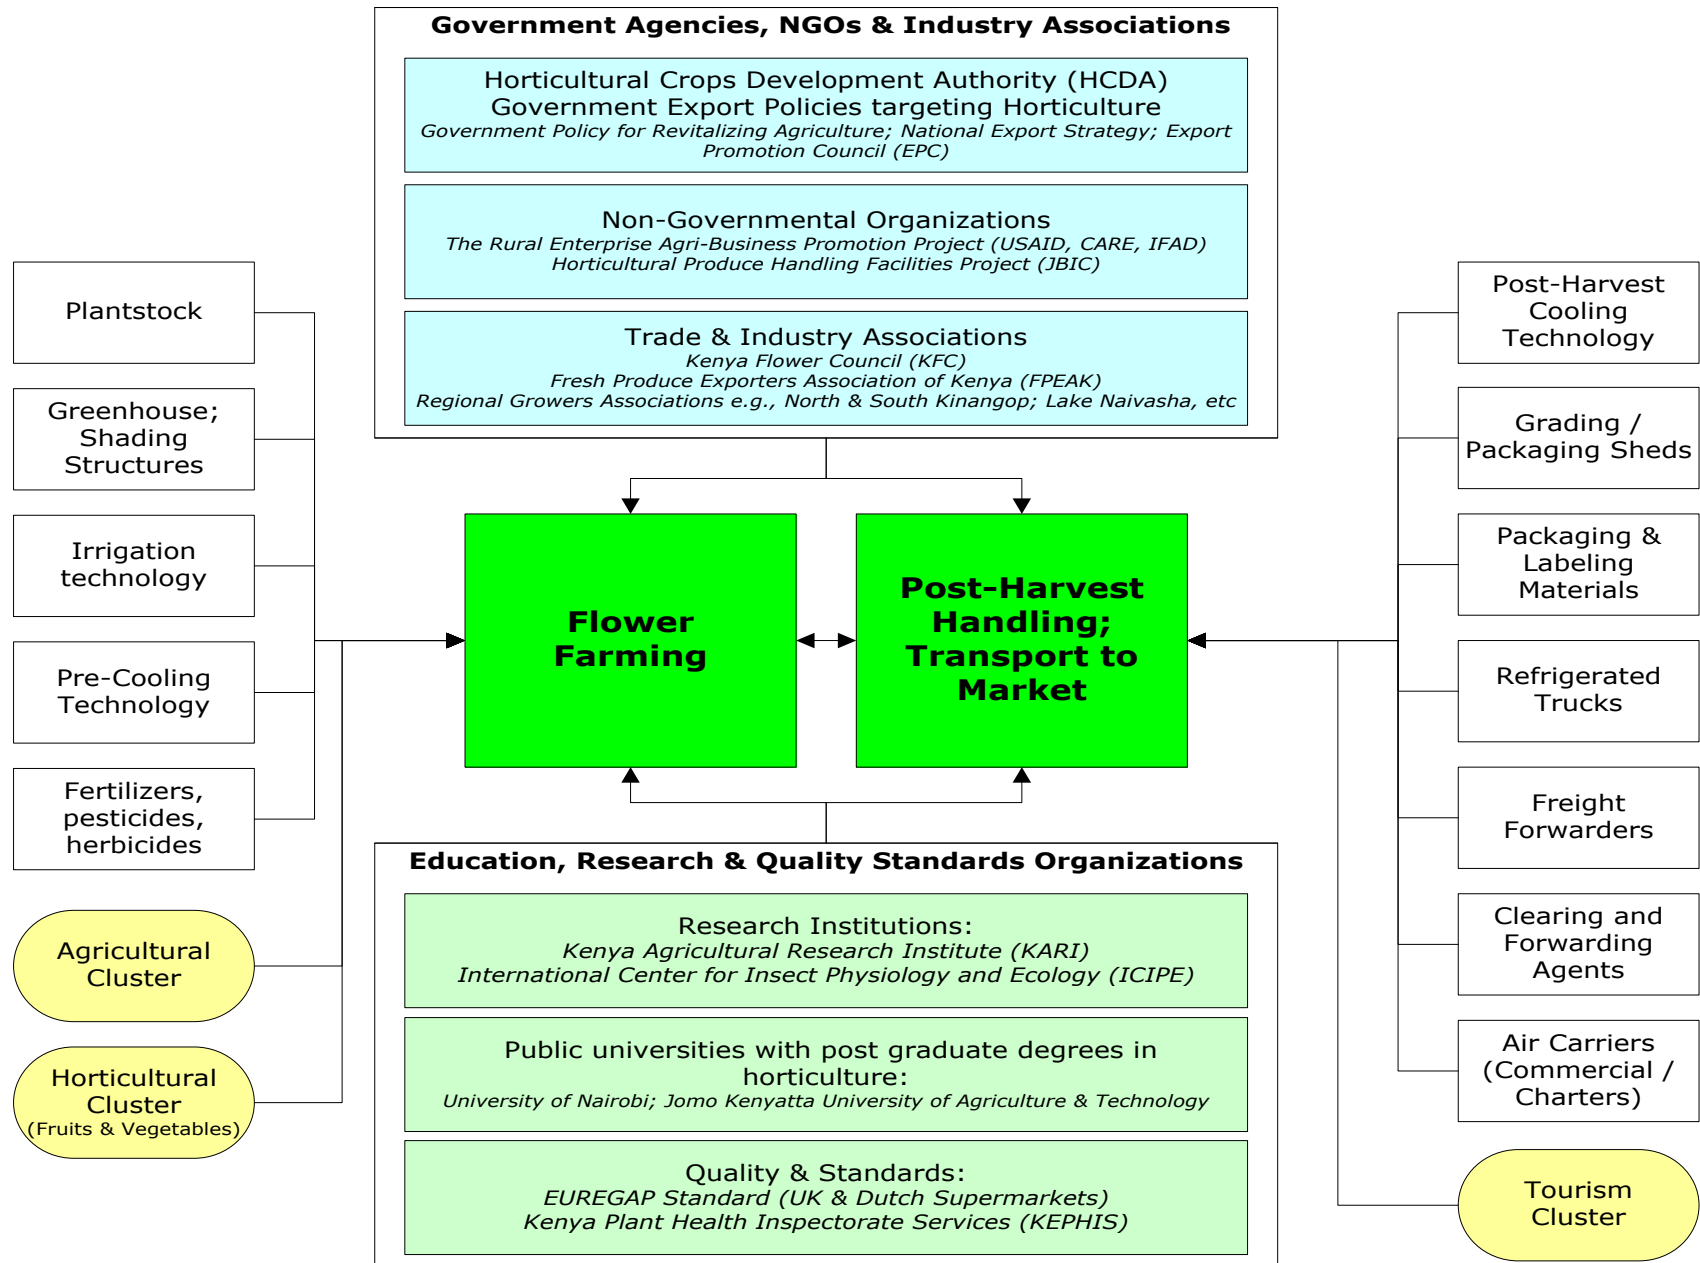 Government Agencies, NGOs & Industry Associations
Horticultural Crops Development Authority (HCDA)
Government Export Policies targeting Horticulture
Government Policy for Revitalizing Agriculture; National Export Strategy; Export
Promotion Council (EPC)
Non-Governmental Organizations
The Rural Enterprise Agri-Business Promotion Project (USAID, CARE, IFAD)
Horticultural Produce Handling Facilities Project (JBIC)
Trade & Industry Associations
Kenya Flower Council (KFC)
Fresh Produce Exporters Association of Kenya (FPEAK)
Regional Growers Associations e.g., North & South Kinangop; Lake Naivasha, etc
Plantstock
Greenhouse;
Shading
Structures
Irrigation
technology
Pre-Cooling
Technology
Fertilizers,
pesticides,
herbicides
Agricultural
Cluster
Horticultural
Cluster
(Fruits & Vegetables)
Flower
Farming
Post-Harvest
Handling;
Transport to
Market
Post-Harvest
Cooling
Technology
Grading /
Packaging Sheds
Packaging &
Labeling
Materials
Refrigerated
Trucks
Freight
Forwarders
Clearing and
Forwarding
Agents
Air Carriers
(Commercial /
Charters)
Tourism
Cluster
Education, Research & Quality Standards Organizations
Research Institutions:
Kenya Agricultural Research Institute (KARI)
International Center for Insect Physiology and Ecology (ICIPE)
Public universities with post graduate degrees in
horticulture:
University of Nairobi; Jomo Kenyatta University of Agriculture & Technology
Quality & Standards:
EUREGAP Standard (UK & Dutch Supermarkets)
Kenya Plant Health Inspectorate Services (KEPHIS)